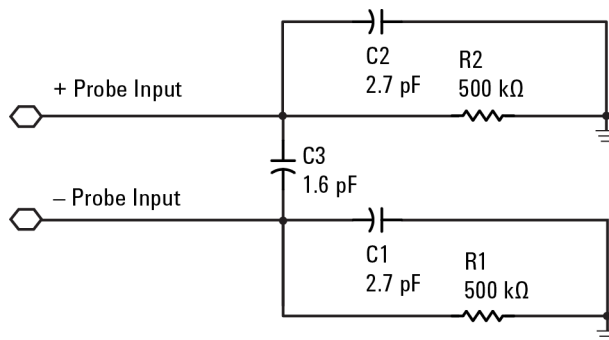 C2
2.7 pF
R2
500 kΩ
+ Probe Input
C3
1.6 pF
– Probe Input
C1
2.7 pF
R1
500 kΩ